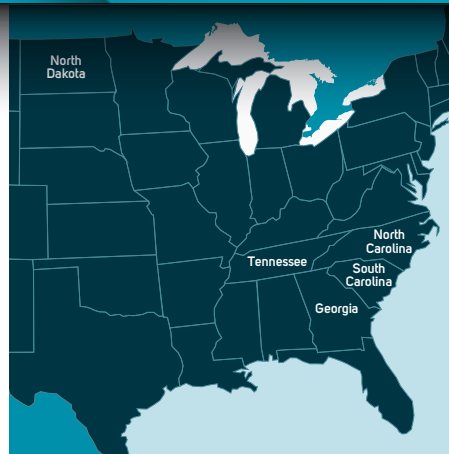 North
Dakota
North
Carolina
Tennessee
South
Carolina
Georgia